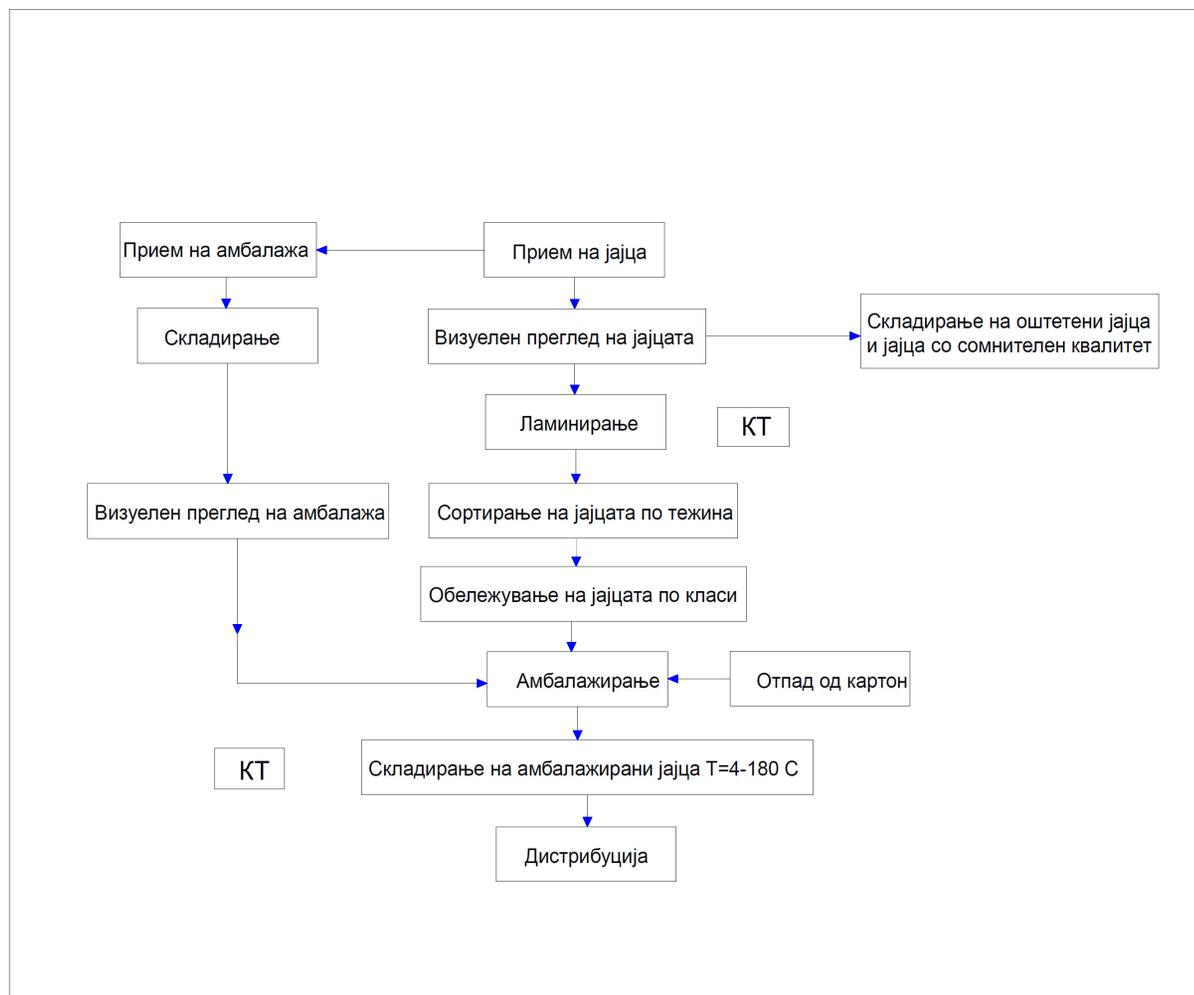 Прием на амбалажа
Прием на јајца
Складирање
Визуелен преглед на јајцата
Складирање на оштетени јајца
и јајца со сомнителен квалитет
Ламинирање
КТ
Визуелен преглед на амбалажа
Сортирање на јајцата по тежина
Обележување на јајцата по класи
Амбалажирање
Отпад од картон
КТ
Складирање на амбалажирани јајца Т=4-180 С
Дистрибуција